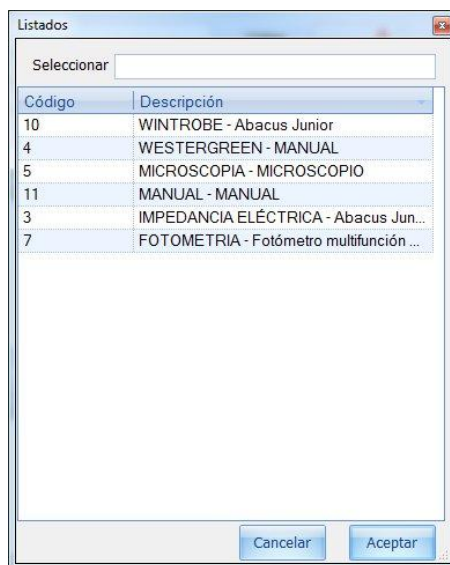 Listados
Seleccionar
Código Descripción
10 WINTROBE - Abacus Junior
4 WESTERGREEN - MANUAL
5 MICROSCOPIA - MICROSCOPIO
11 MANUAL - MANUAL
3 IMPEDANCIA ELÉCTRICA - Abacus Jun...
7 FOTOMETRIA - Fotómetro multifunción ...
Cancelar Aceptar